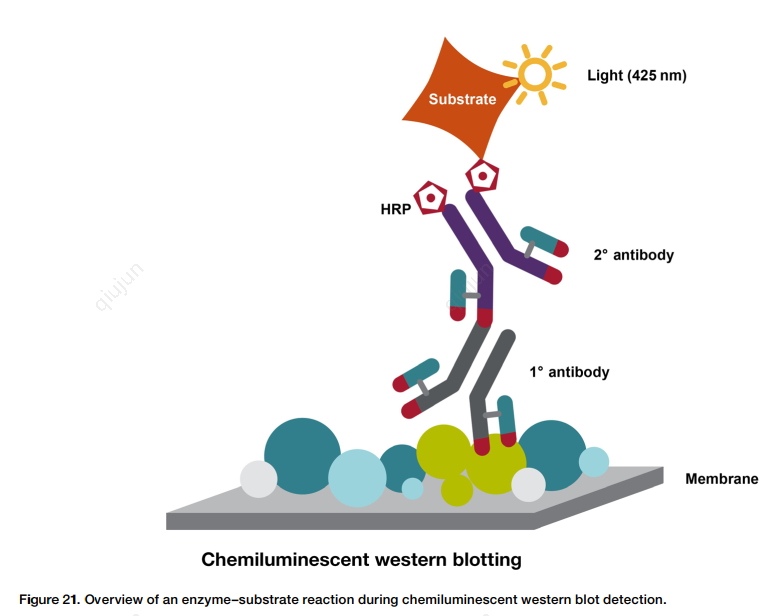 Light (425 nm)
Substrate
HRP
2° antibody
qiujun
qiujun
1° antibody
Membrane
Chemiluminescent western blotting
Figure 21. Overview of an enzyme–substrate reaction during chemiluminescent western blot detection.